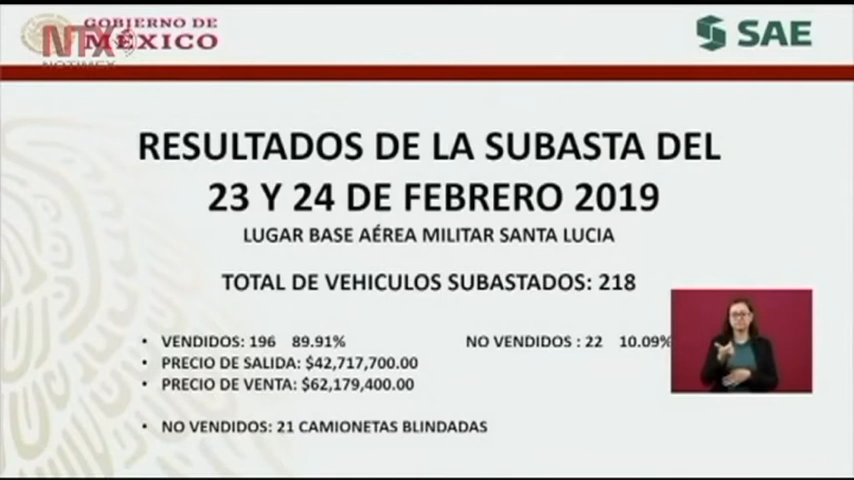 GOBIERNO DE
MÉXICO
NTX
NOTIMEX
SAE
RESULTADOS DE LA SUBASTA DEL
23 Y 24 DE FEBRERO 2019
LUGAR BASE AÉREA MILITAR SANTA LUCIA
TOTAL DE VEHICULOS SUBASTADOS: 218
• VENDIDOS: 196 89.91% NO VENDIDOS : 22 10.09%
• PRECIO DE SALIDA: $42,717,700.00
• PRECIO DE VENTA: $62,179,400.00
• NO VENDIDOS: 21 CAMIONETAS BLINDADAS